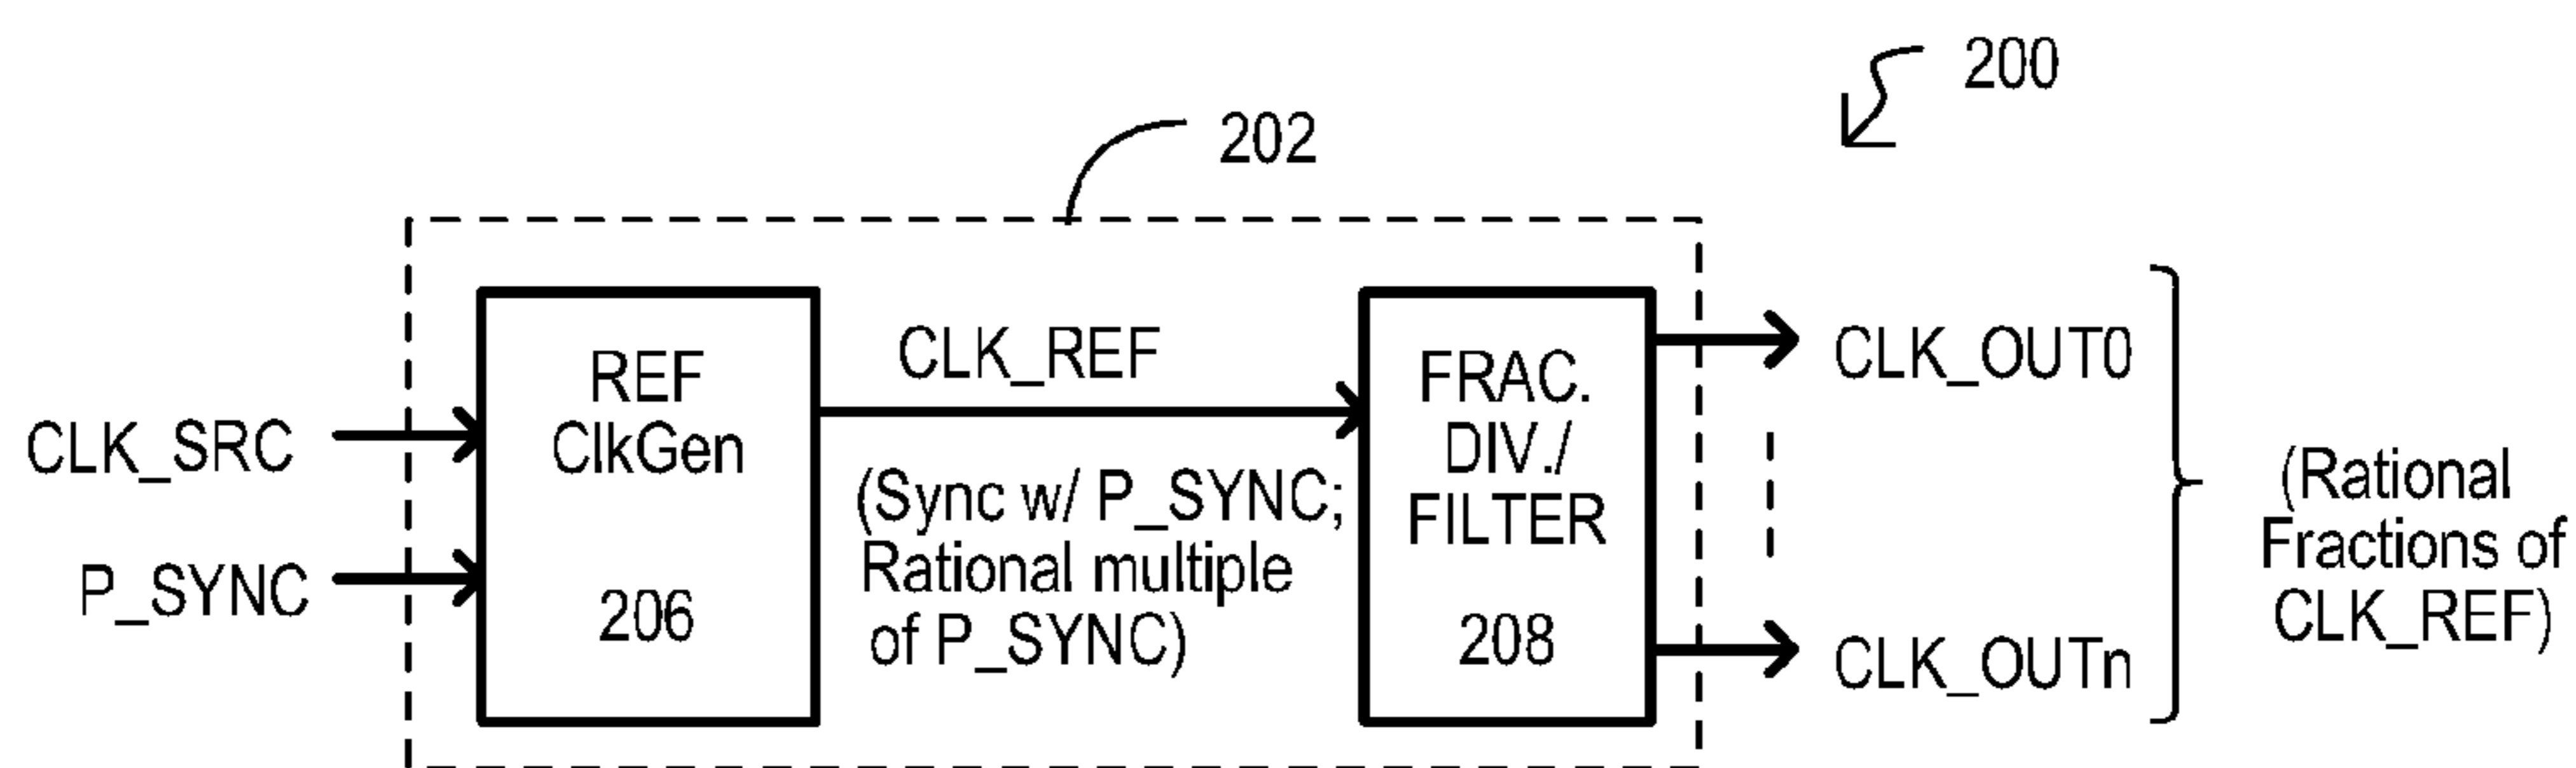 200
202
CLK_SRC
P_SYNC
REF
ClkGen
206
CLK_REF
(Sync w/ P_SYNC;
Rational multiple
of P_SYNC)
FRAC.
DIV./
FILTER
208
CLK_OUT0
CLK_OUTn
(Rational
Fractions of
CLK_REF)